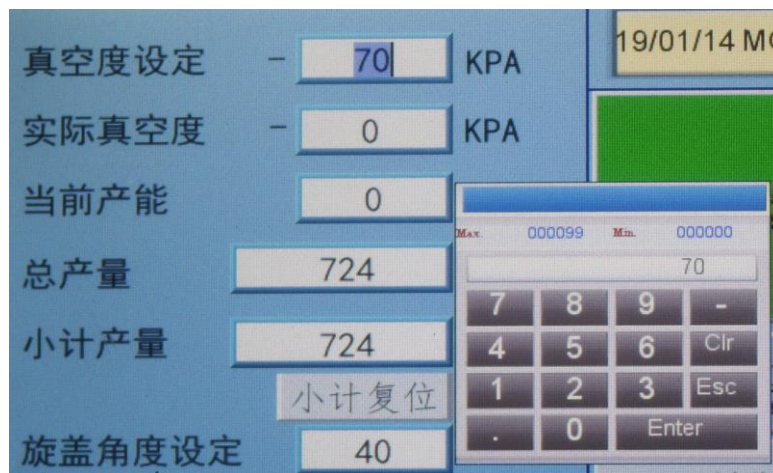 真空度设定 - 70 KPA
实际真空度 - 0 KPA
当前产能 0
总产量 724
小计产量 724
小计复位
旋盖角度设定 40
19/01/14
Max. 000099 Min. 000000
70
7 8 9 -
4 5 6 Clr
1 2 3 Esc
. 0 Enter